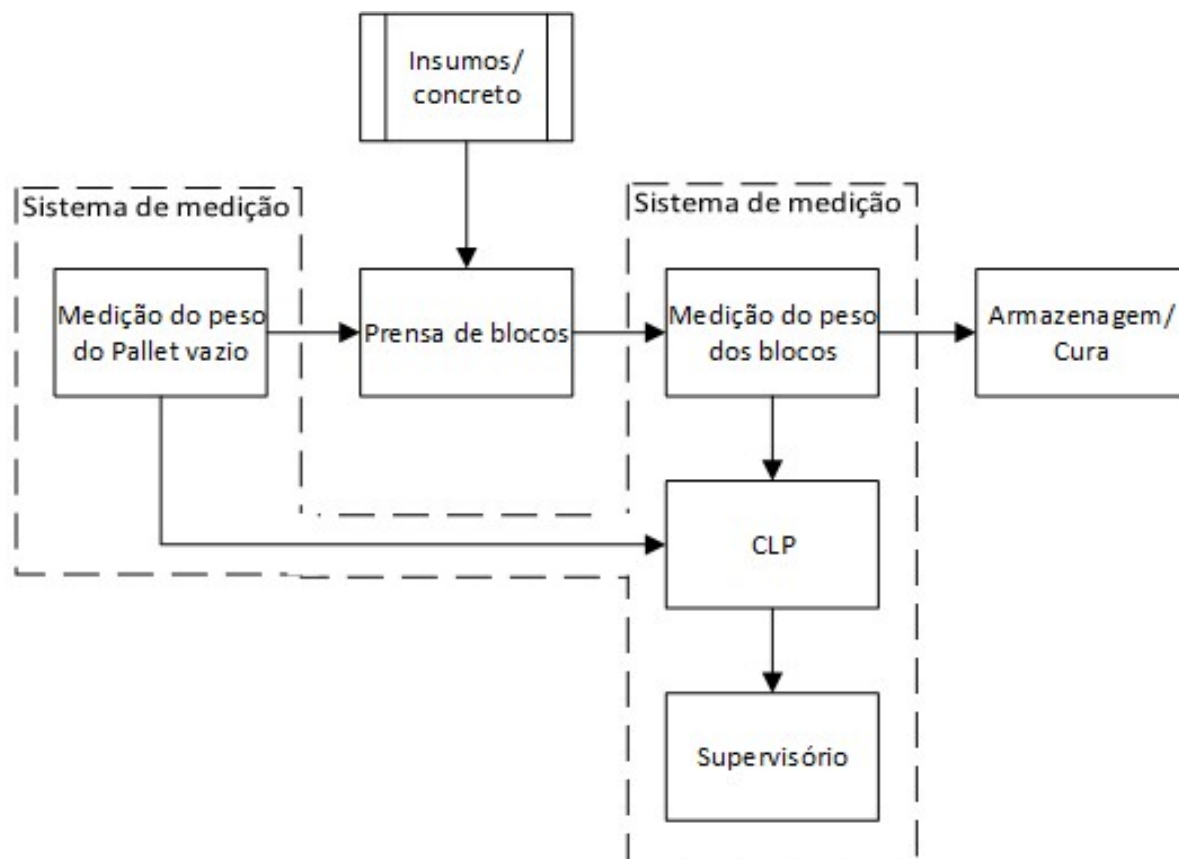 Insumos/
concreto
Sistema de medição
Sistema de medição
Medição do peso
do Pallet vazio
Prensa de blocos
Medição do peso
dos blocos
Armazenagem/
Cura
CLP
Supervisório